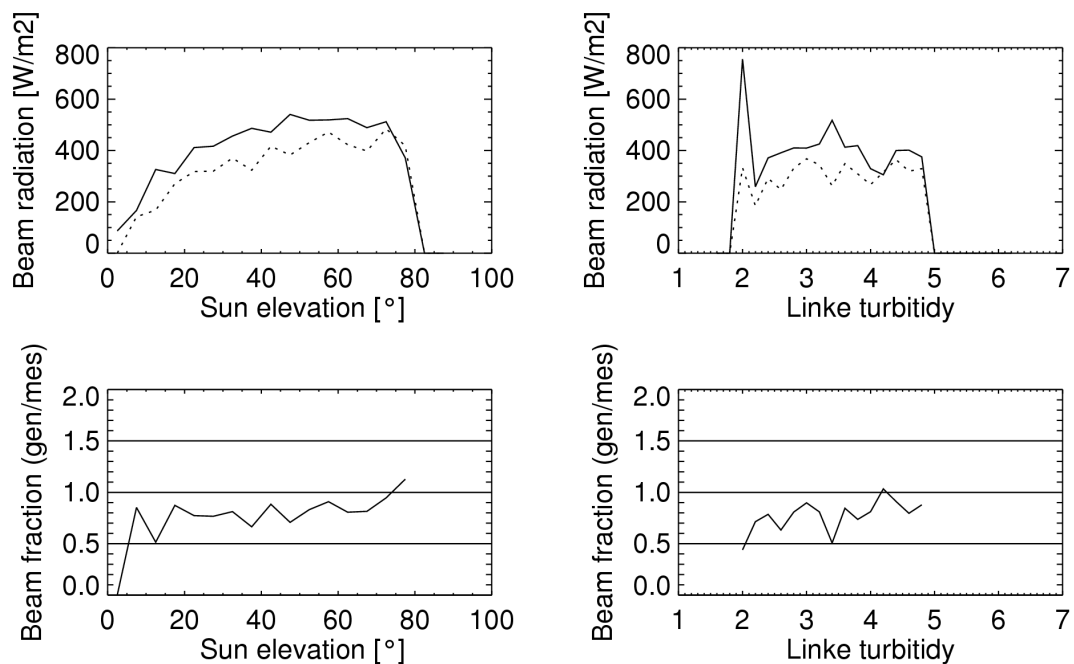 Beam radiation [W/m2]
800
600
400
200
0
0 20 40 60 80 100
Sun elevation [°]
Beam radiation [W/m2]
800
600
400
200
0
1 2 3 4 5 6 7
Linke turbitidy
Beam fraction (gen/mes)
2.0
1.5
1.0
0.5
0.0
0 20 40 60 80 100
Sun elevation [°]
Beam fraction (gen/mes)
2.0
1.5
1.0
0.5
0.0
1 2 3 4 5 6 7
Linke turbitidy